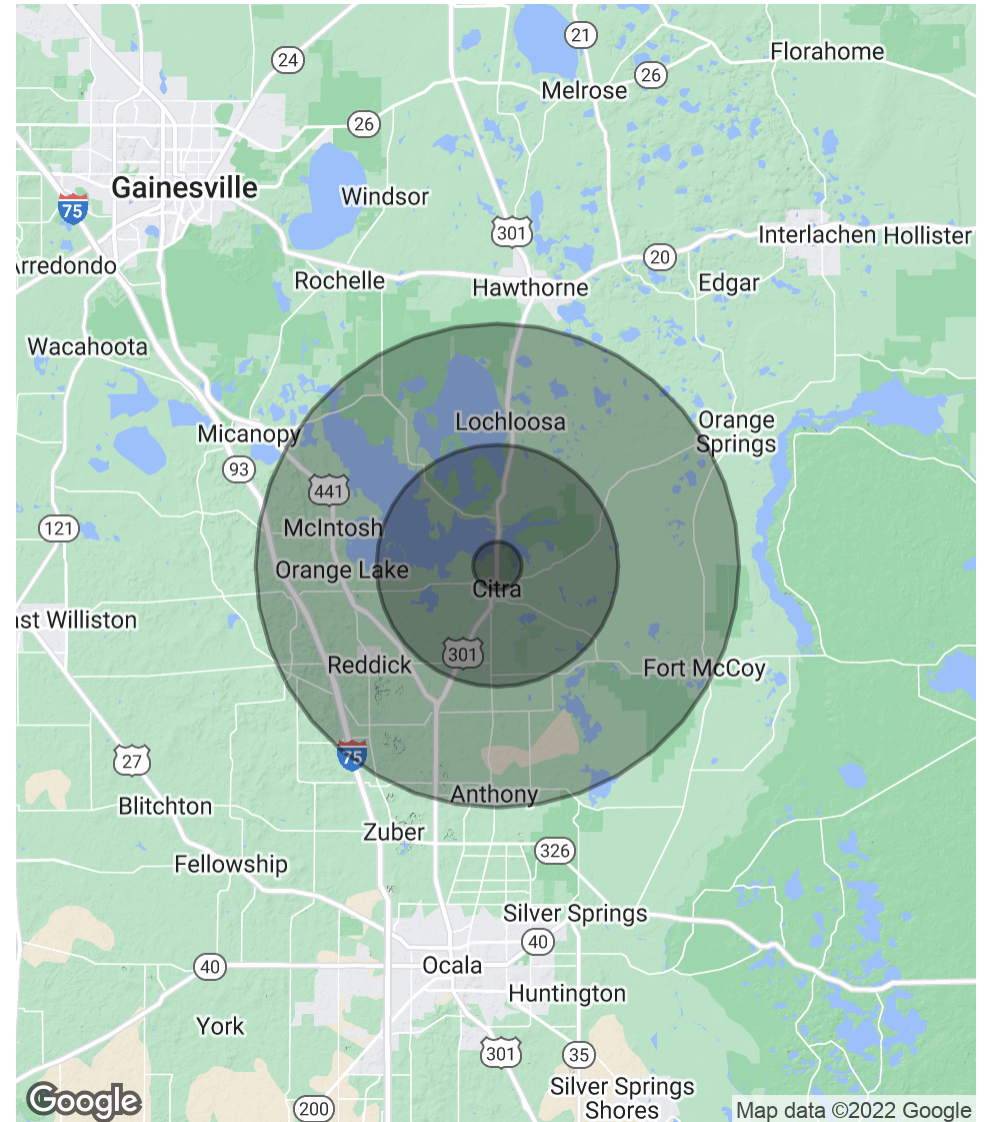 21
Florahome
24
26
Melrose
26
Gainesville
Windsor
75
301
Interlachen Hollister
Arredondo
20
Rochelle
Hawthorne
Edgar
Wacahoota
Lochloosa
Orange
Springs
Micanopy
93
441
McIntosh
121
Orange Lake
Citra
ast Williston
301
Reddick
Fort McCoy
75
27
Anthony
Blitchton
Zuber
326
Fellowship
Silver Springs
40
Ocala
40
Huntington
York
301
35
Silver Springs
Shores
Google
200
Map data ©2022 Google